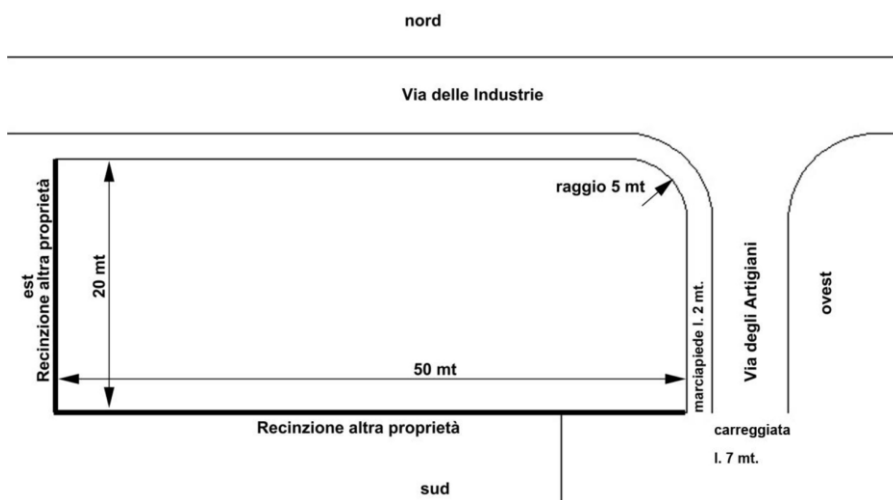 nord
Via delle Industrie
raggio 5 mt
est
Recinzione altra proprietà
20 mt
50 mt
marciapiede l. 2 mt.
Via degli Artigiani
ovest
Recinzione altra proprietà
carreggiata
l. 7 mt.
sud